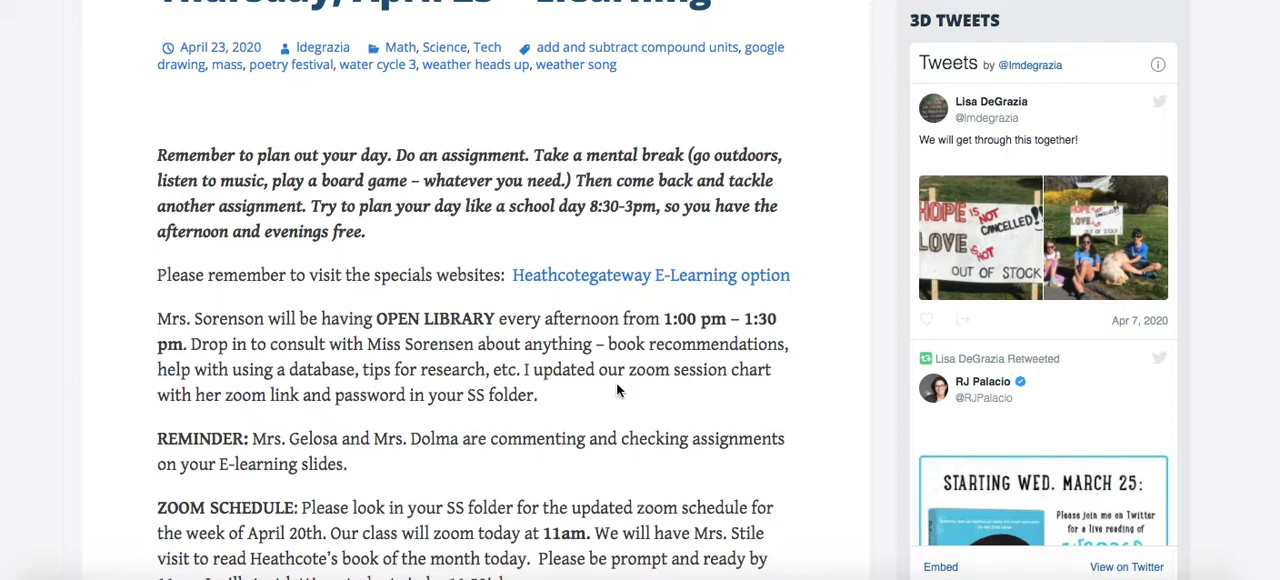 Thursday, April 23 – Elearning
April 23, 2020 ldegrazia Math, Science, Tech add and subtract compound units, google
drawing, mass, poetry festival, water cycle 3, weather heads up, weather song
Remember to plan out your day. Do an assignment. Take a mental break (go outdoors,
listen to music, play a board game – whatever you need.) Then come back and tackle
another assignment. Try to plan your day like a school day 8:30-3pm, so you have the
afternoon and evenings free.
Please remember to visit the specials websites: Heathcotegateway E-Learning option
Mrs. Sorenson will be having OPEN LIBRARY every afternoon from 1:00 pm – 1:30
pm. Drop in to consult with Miss Sorensen about anything – book recommendations,
help with using a database, tips for research, etc. I updated our zoom session chart
with her zoom link and password in your SS folder.
REMINDER: Mrs. Gelosa and Mrs. Dolma are commenting and checking assignments
on your E-learning slides.
ZOOM SCHEDULE: Please look in your SS folder for the updated zoom schedule for
the week of April 20th. Our class will zoom today at 11am. We will have Mrs. Stile
visit to read Heathcote's book of the month today. Please be prompt and ready by
3D TWEETS
Tweets by @lmdegrazia
Lisa DeGrazia
@lmdegrazia
We will get through this together!
HOPE IS NOT CANCELLED!!
LOVE IS NOT
OUT OF STOCK
HOPE IS NOT CANCELLED!!
LOVE
OUT OF STOCK
Apr 7, 2020
Lisa DeGrazia Retweeted
RJ Palacio
@RJPalacio
STARTING WED. MARCH 25:
Please join me on Twitter
for a live reading of
Embed View on Twitter